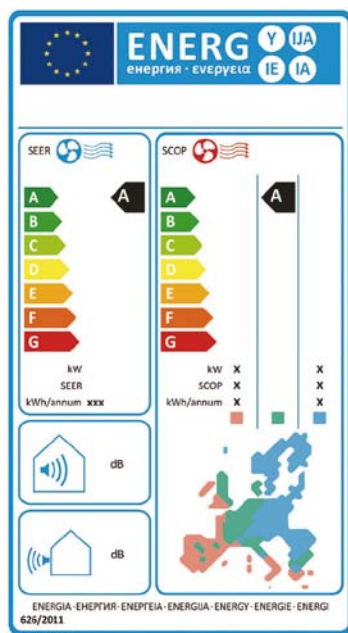 ENERG Y IJA
енергия · ενεργεια IE IA
SEER
A A
B
C
D
E
F
G
kW
SEER
kWh/annum xxx
SCOP
A A
B
C
D
E
F
G
kW X X
SCOP X X
kWh/annum X X
dB
dB
ENERGIA · ЕНЕРГИЯ · ΕΝΕΡΓΕΙΑ · ENERGIJA · ENERGY · ENERGIE · ENERGI
626/2011